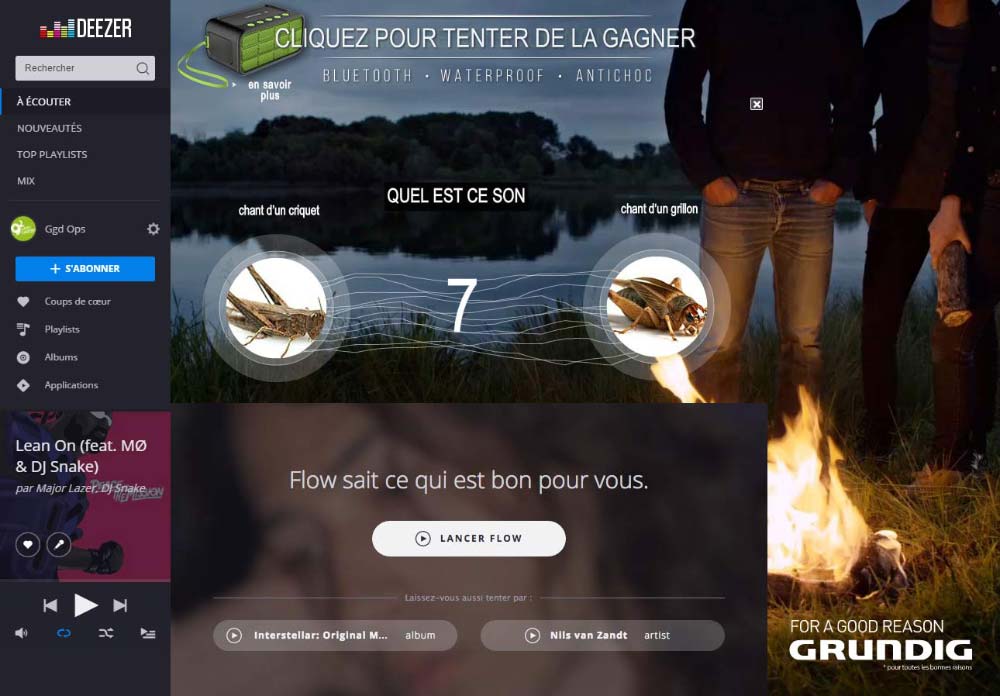 DEEZER
Rechercher
À ÉCOUTER
NOUVEAUTÉS
TOP PLAYLISTS
MIX
Ggd Ops
+ S'ABONNER
Coups de cœur
Playlists
Albums
Applications
Lean On (feat. MØ
& DJ Snake)
par Major Lazer, DJ Snake
CLIQUEZ POUR TENTER DE LA GAGNER
BLUETOOTH • WATERPROOF • ANTICHOC
en savoir
plus
QUEL EST CE SON
chant d'un criquet
chant d'un grillon
7
Flow sait ce qui est bon pour vous.
LANCER FLOW
Laissez-vous aussi tenter par :
Interstellar: Original M... album
Nils van Zandt artist
FOR A GOOD REASON
GRUNDIG
* pour toutes les bonnes raisons